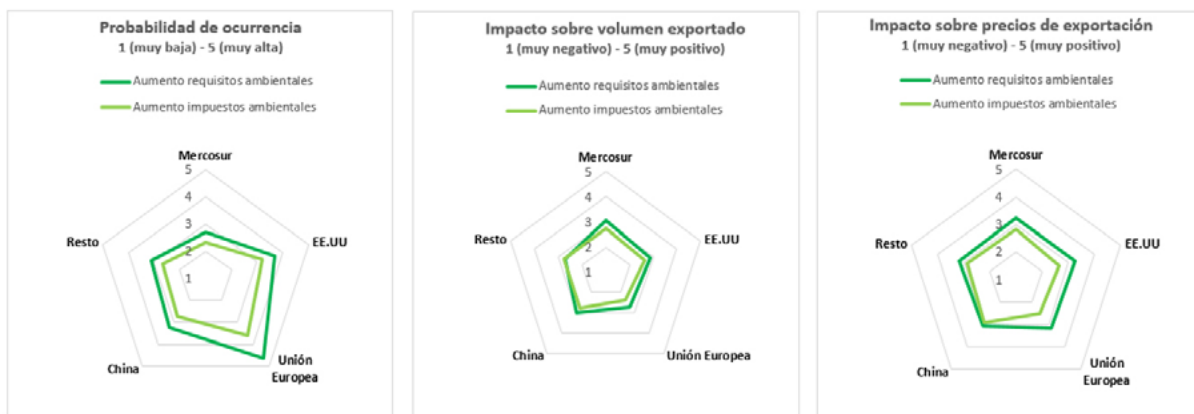 Probabilidad de ocurrencia
1 (muy baja) - 5 (muy alta)
Aumento requisitos ambientales
Aumento impuestos ambientales
Mercosur
5
4
3
2
1
Resto
EE.UU
China
Unión
Europea
Impacto sobre volumen exportado
1 (muy negativo) - 5 (muy positivo)
Aumento requisitos ambientales
Aumento impuestos ambientales
Mercosur
5
4
3
2
1
Resto
EE.UU
China
Unión Europea
Impacto sobre precios de exportación
1 (muy negativo) - 5 (muy positivo)
Aumento requisitos ambientales
Aumento impuestos ambientales
Mercosur
5
4
3
2
1
Resto
EE.UU
China
Unión
Europea